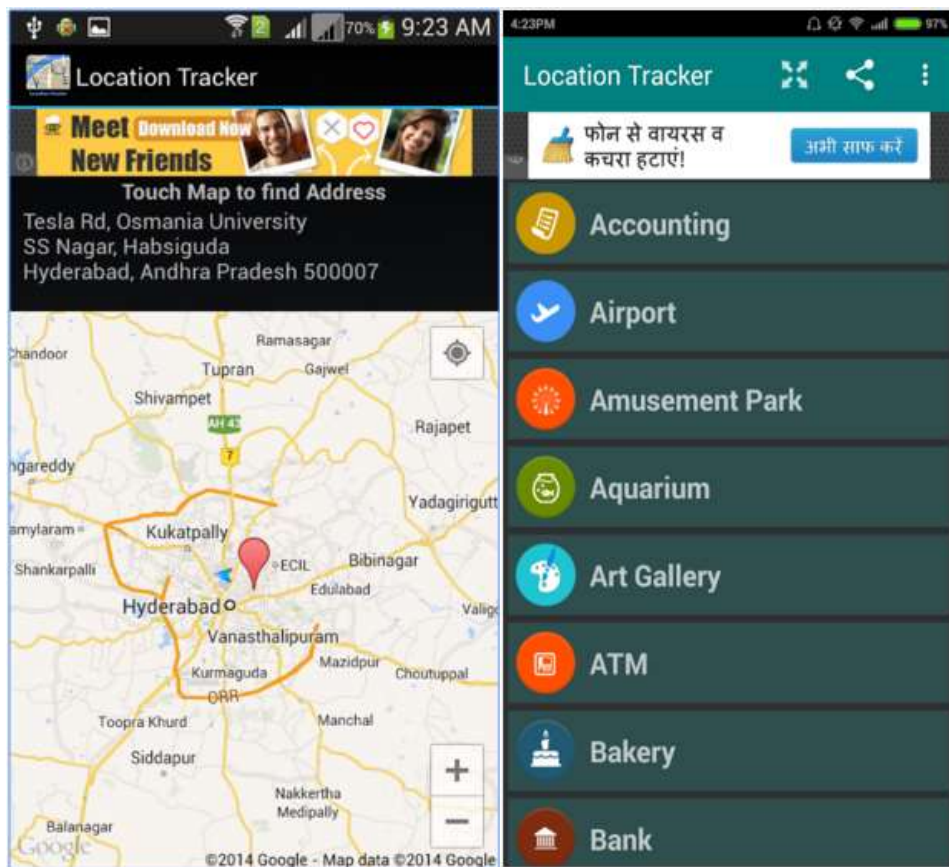 70% 9:23 AM
Location Tracker
Meet Download Now
New Friends
Touch Map to find Address
Tesla Rd, Osmania University
SS Nagar, Habsiguda
Hyderabad, Andhra Pradesh 500007
Ramasagar
handoor
Tupran
Gajwel
Shivampet
AH 43
Rajapet
7
ngareddy
Yadagirigutt
Kukatpally
amylaram
ECIL
Bibinagar
Shankarpalli
Edulabad
Hyderabad
Valigo
Vanasthalipuram
Mazidpur
Kurmaguda
Choutuppal
ORR
Toopra Khurd
Manchal
Siddapur
Nakkertha
Medipally
Balanagar
Google
©2014 Google - Map data ©2014 Google
4:23PM 97%
Location Tracker
फोन से वायरस व
कचरा हटाएं!
अभी साफ करें
Accounting
Airport
Amusement Park
Aquarium
Art Gallery
ATM
Bakery
Bank